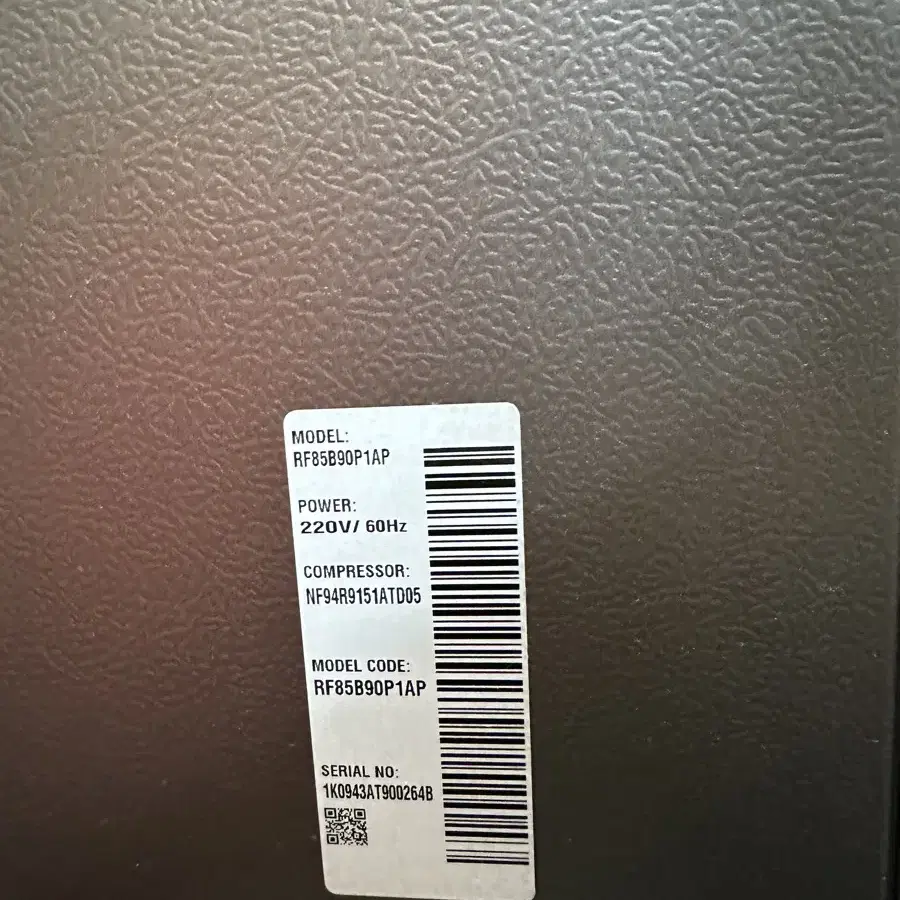 MODEL:
RF85B90P1AP
POWER:
220V/ 60Hz
COMPRESSOR:
NF94R9151ATD05
MODEL CODE:
RF85B90P1AP
SERIAL NO:
1K0943AT900264B